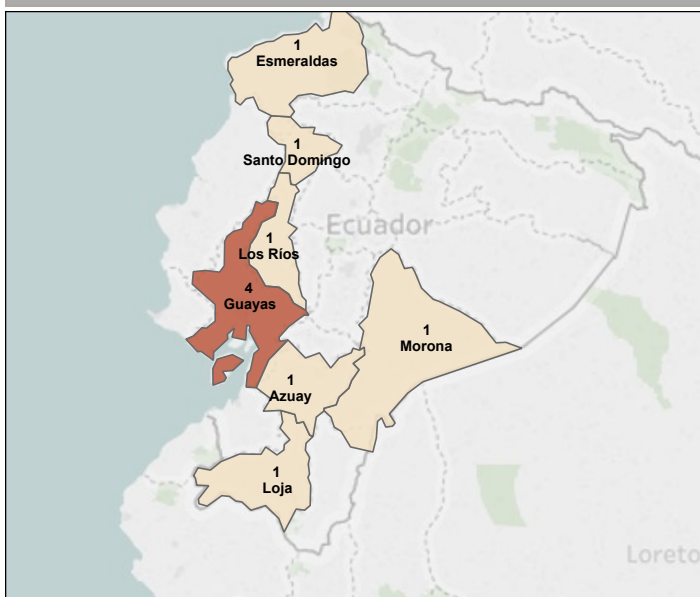 1
Esmeraldas
1
Santo Domingo
Ecuador
1
Los Ríos
4
Guayas
1
Morona
1
Azuay
1
Loja
Loreto